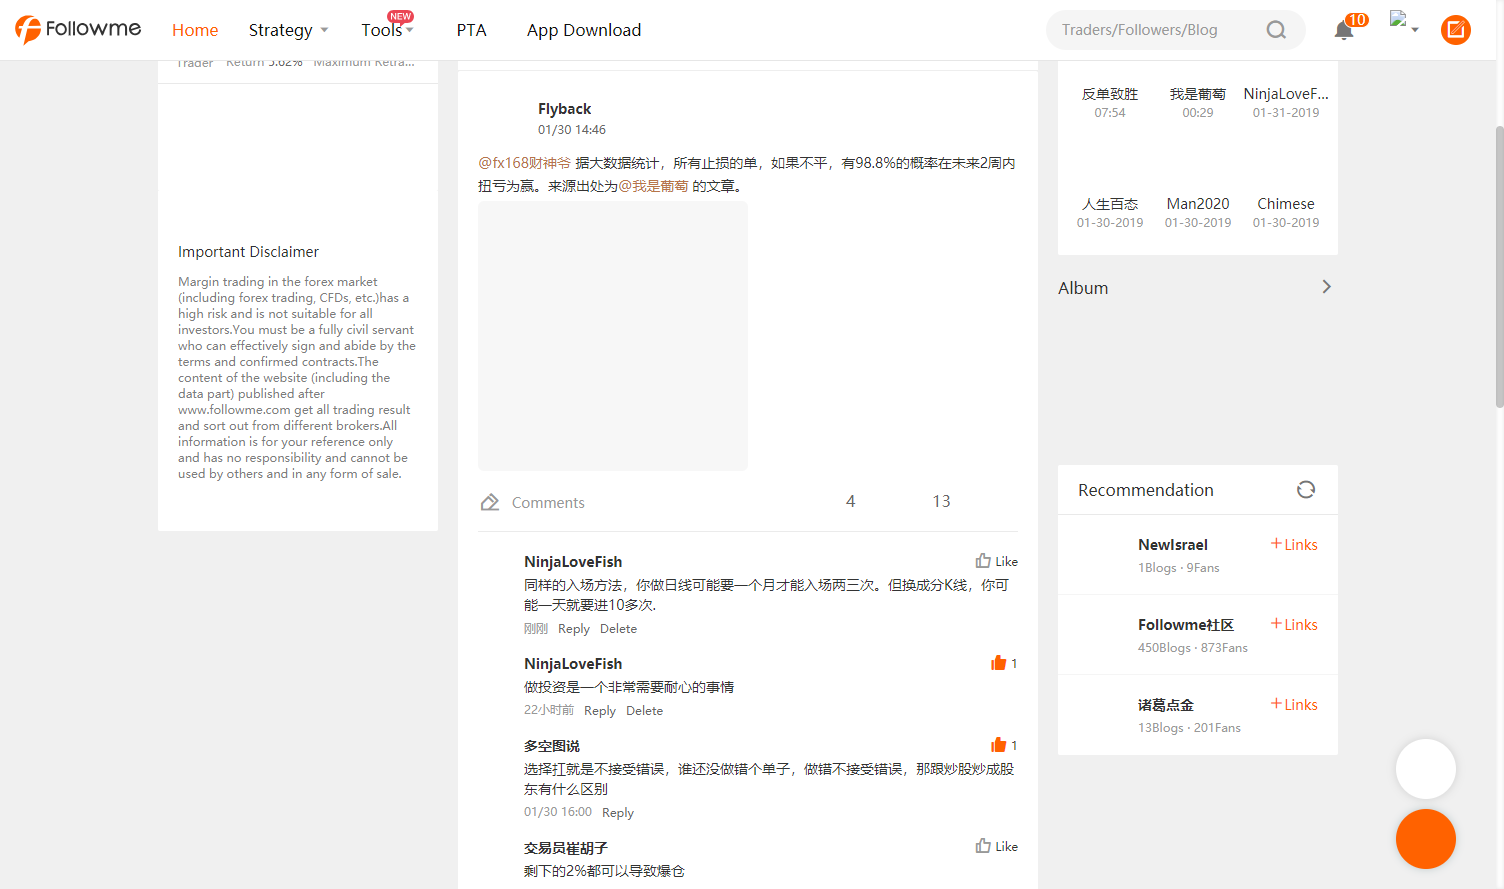 Followme
Home
Strategy
Tools
NEW
PTA
App Download
Traders/Followers/Blog
10
Trader Return 5.62% Maximum Retra...
Important Disclaimer
Margin trading in the forex market
(including forex trading, CFDs, etc.)has a
high risk and is not suitable for all
investors.You must be a fully civil servant
who can effectively sign and abide by the
terms and confirmed contracts.The
content of the website (including the
data part) published after
www.followme.com get all trading result
and sort out from different brokers.All
information is for your reference only
and has no responsibility and cannot be
used by others and in any form of sale.
Flyback
01/30 14:46
@fx168财神爷 据大数据统计，所有止损的单，如果不平，有98.8%的概率在未来2周内
扭亏为赢。来源出处为@我是葡萄 的文章。
Comments
4
13
NinjaLoveFish
Like
同样的入场方法，你做日线可能要一个月才能入场两三次。但换成分K线，你可
能一天就要进10多次.
刚刚 Reply Delete
NinjaLoveFish
1
做投资是一个非常需要耐心的事情
22小时前 Reply Delete
多空图说
1
选择扛就是不接受错误，谁还没做错个单子，做错不接受错误，那跟炒股炒成股
东有什么区别
01/30 16:00 Reply
交易员崔胡子
Like
剩下的2%都可以导致爆仓
反单致胜 我是葡萄 NinjaLoveF...
07:54 00:29 01-31-2019
人生百态 Man2020 Chimese
01-30-2019 01-30-2019 01-30-2019
Album
Recommendation
NewIsrael
+Links
1Blogs · 9Fans
Followme社区
+Links
450Blogs · 873Fans
诸葛点金
+Links
13Blogs · 201Fans